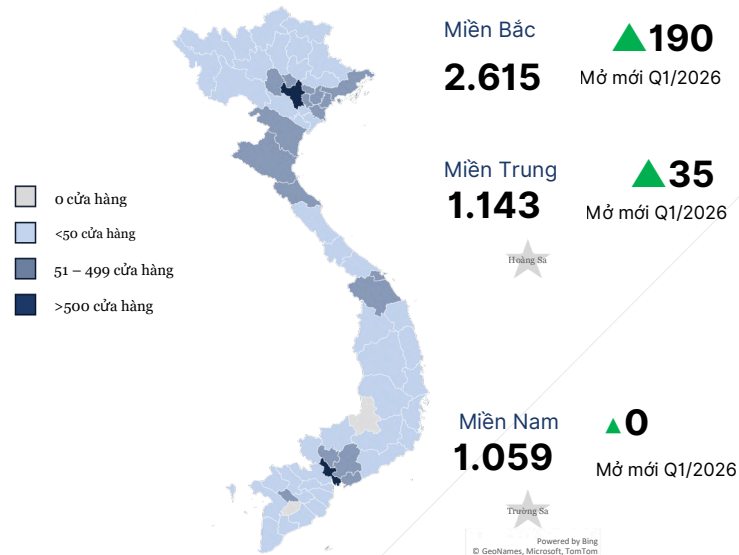 Miền Bắc
2.615
190
Mở mới Q1/2026
Miền Trung
1.143
35
Mở mới Q1/2026
Hoàng Sa
0 cửa hàng
<50 cửa hàng
51 – 499 cửa hàng
>500 cửa hàng
Miền Nam
1.059
0
Mở mới Q1/2026
Trường Sa
Powered by Bing
© GeoNames, Microsoft, TomTom